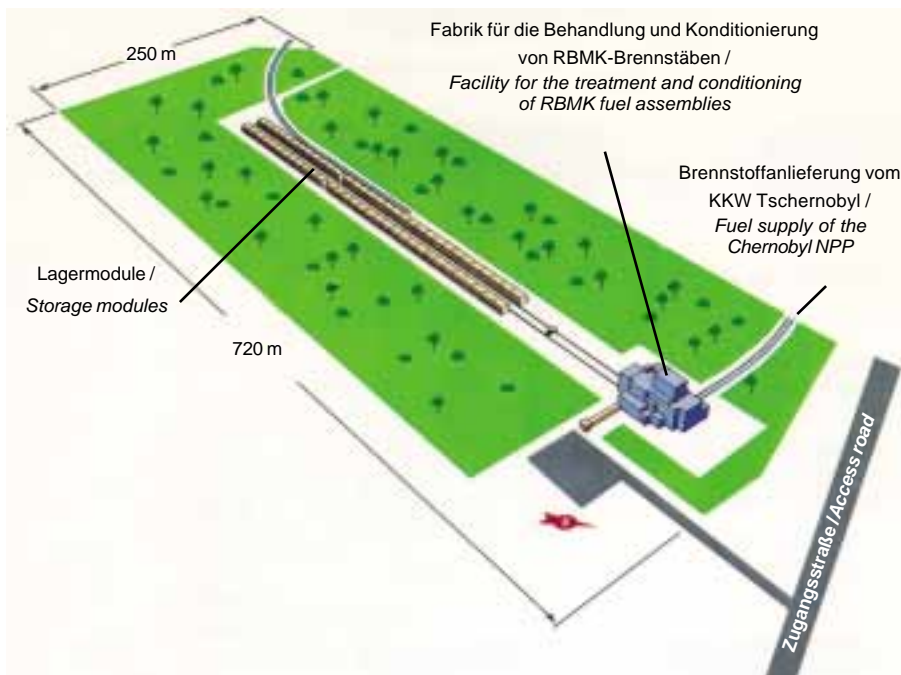 250 m
Fabrik für die Behandlung und Konditionierung
von RBMK-Brennstäben /
Facility for the treatment and conditioning
of RBMK fuel assemblies
Brennstoffanlieferung vom
KKW Tschernobyl /
Fuel supply of the
Chernobyl NPP
Lagermodule /
Storage modules
720 m
Zugangsstraße /Access road